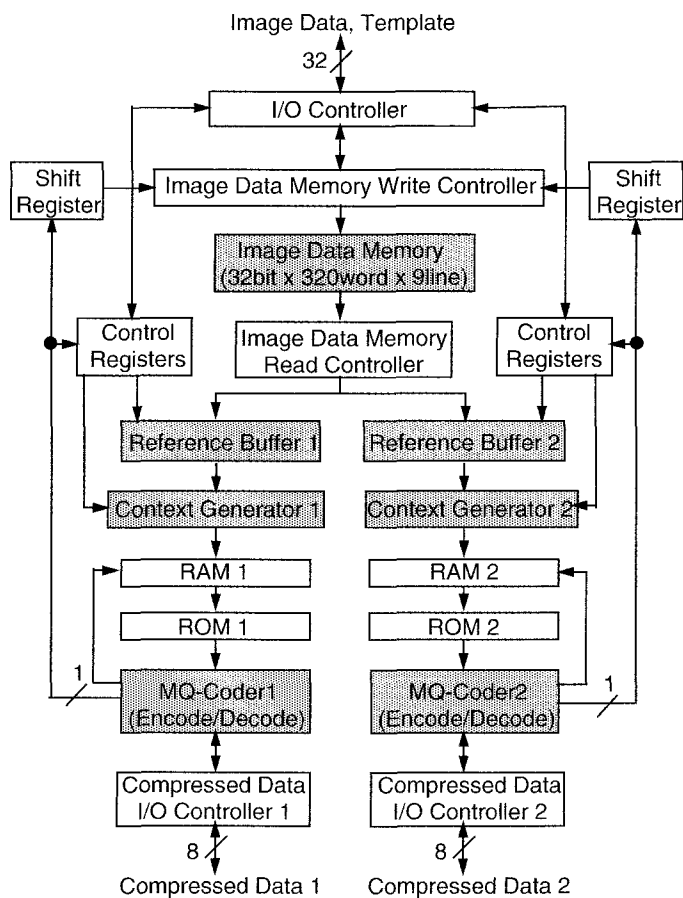 Image Data, Template
32
I/O Controller
Shift
Register
Image Data Memory Write Controller
Shift
Register
Image Data Memory
(32bit x 320word x 9line)
Control
Registers
Image Data Memory
Read Controller
Control
Registers
Reference Buffer 1
Reference Buffer 2
Context Generator 1
Context Generator 2
RAM 1
RAM 2
ROM 1
ROM 2
1
MQ-Coder1
(Encode/Decode)
MQ-Coder2
(Encode/Decode)
1
Compressed Data
I/O Controller 1
Compressed Data
I/O Controller 2
8
8
Compressed Data 1
Compressed Data 2